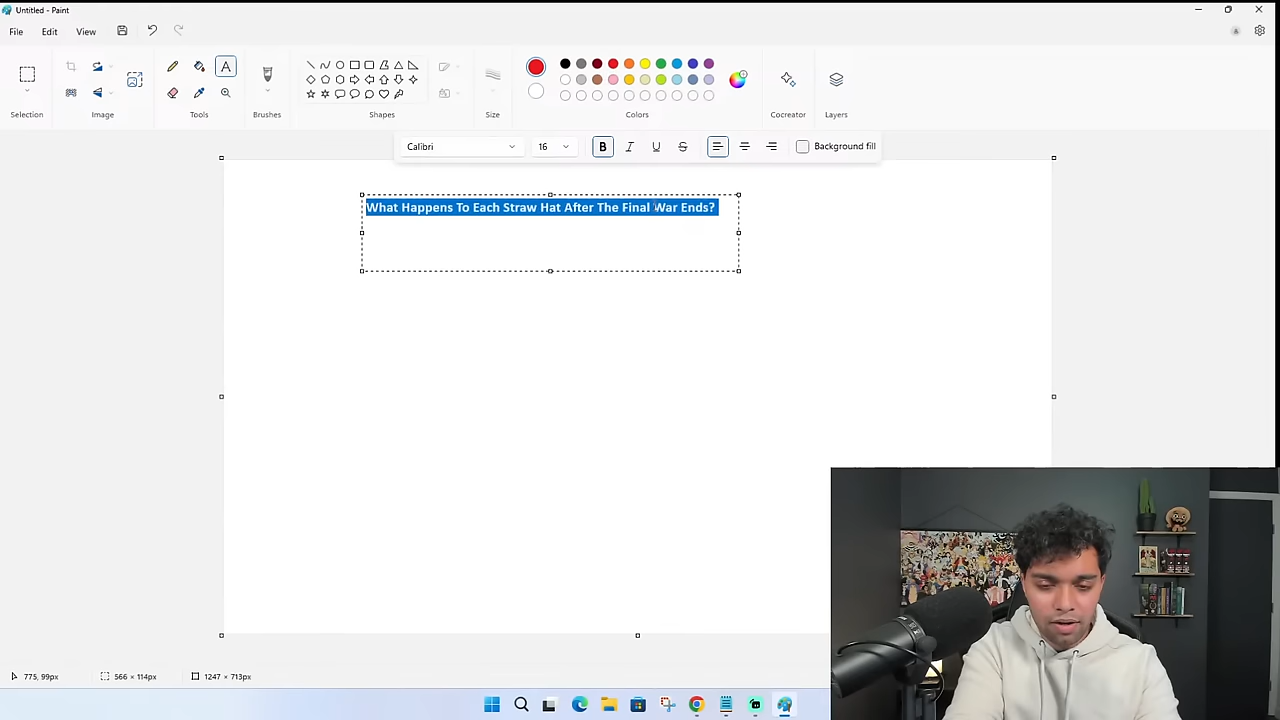 Untitled - Paint
File Edit View
Selection
Image
Tools
Brushes
Shapes
Size
Colors
Cocreator
Layers
Calibri
16
B
I
U
S
Background fill
What Happens To Each Straw Hat After The Final War Ends?
775, 99px
566 × 114px
1247 × 713px